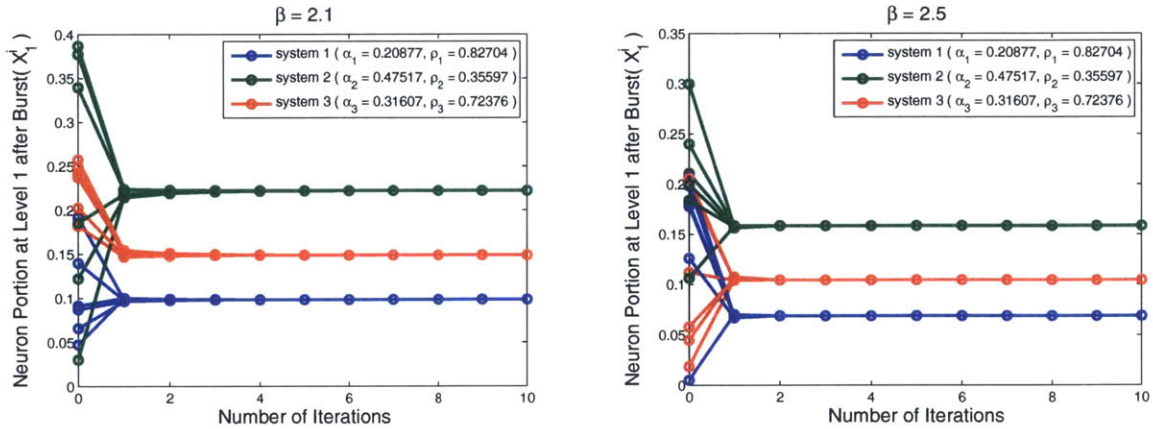 β = 2.1
Neuron Portion at Level 1 after Burst( X₁ʲ )
0.4
0.35
0.3
0.25
0.2
0.15
0.1
0.05
0
system 1 ( α₁ = 0.20877, ρ₁ = 0.82704 )
system 2 ( α₂ = 0.47517, ρ₂ = 0.35597 )
system 3 ( α₃ = 0.31607, ρ₃ = 0.72376 )
0 2 4 6 8 10
Number of Iterations
β = 2.5
Neuron Portion at Level 1 after Burst( X₁ʲ )
0.35
0.3
0.25
0.2
0.15
0.1
0.05
0
system 1 ( α₁ = 0.20877, ρ₁ = 0.82704 )
system 2 ( α₂ = 0.47517, ρ₂ = 0.35597 )
system 3 ( α₃ = 0.31607, ρ₃ = 0.72376 )
0 2 4 6 8 10
Number of Iterations